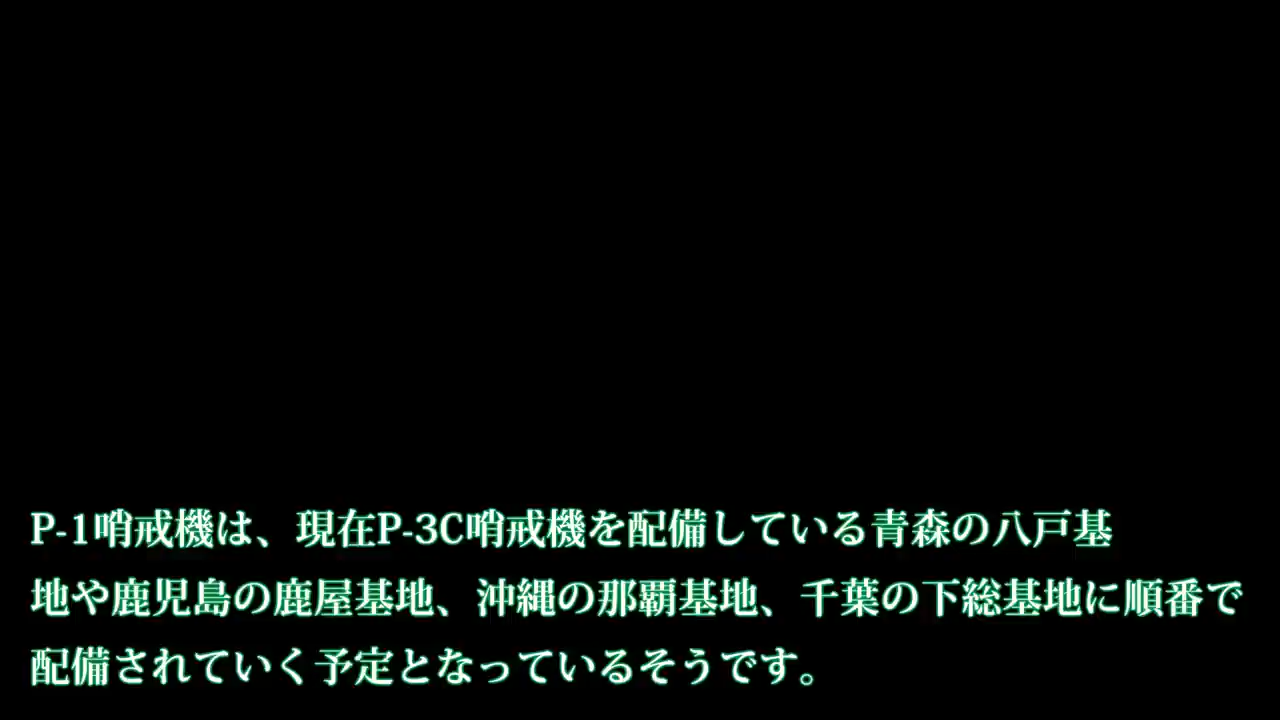 P-1哨戒機は、現在P-3C哨戒機を配備している青森の八戸基
地や鹿児島の鹿屋基地、沖縄の那覇基地、千葉の下総基地に順番で
配備されていく予定となっているそうです。